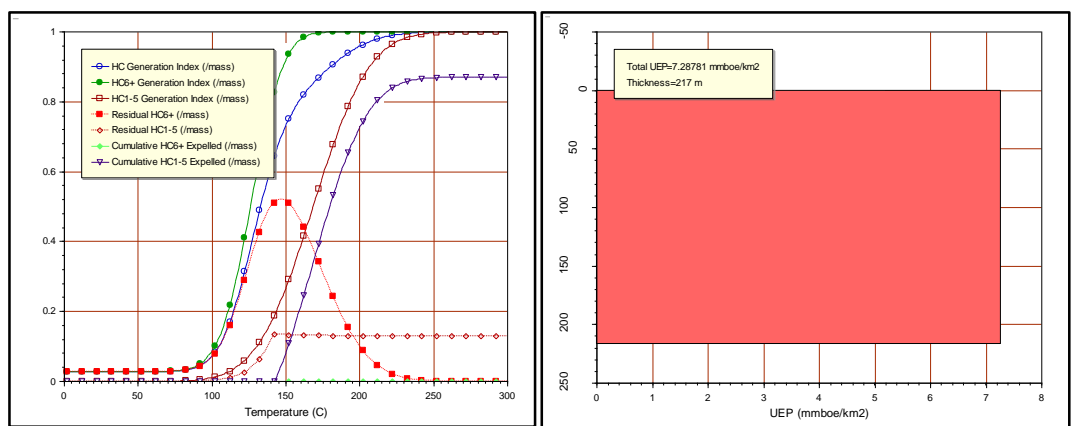 1
0.8
0.6
0.4
0.2
0
HC Generation Index (/mass)
HC6+ Generation Index (/mass)
HC1-5 Generation Index (/mass)
Residual HC6+ (/mass)
Residual HC1-5 (/mass)
Cumulative HC6+ Expelled (/mass)
Cumulative HC1-5 Expelled (/mass)
0 50 100 150 200 250 300
Temperature (C)
-50
0
50
100
150
200
250
Total UEP=7.28781 mmboe/km2
Thickness=217 m
0 1 2 3 4 5 6 7 8
UEP (mmboe/km2)